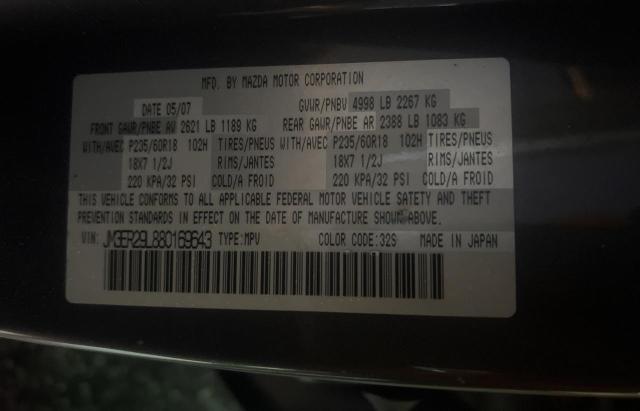 MFD. BY MAZDA MOTOR CORPORATION
DATE 05/07 GVWR/PNBV 4998 LB 2267 KG
FRONT GAWR/PNBE AV 2621 LB 1189 KG REAR GAWR/PNBE AR 2388 LB 1083 KG
WITH/AVEC P235/60R18 102H TIRES/PNEUS WITH/AVEC P235/60R18 102H TIRES/PNEUS
18X7 1/2J RIMS/JANTES 18X7 1/2J RIMS/JANTES
220 KPA/32 PSI COLD/A FROID 220 KPA/32 PSI COLD/A FROID
THIS VEHICLE CONFORMS TO ALL APPLICABLE FEDERAL MOTOR VEHICLE SAFETY AND THEFT
PREVENTION STANDARDS IN EFFECT ON THE DATE OF MANUFACTURE SHOWN ABOVE.
VIN: JM3ER29L880169643 TYPE:MPV COLOR CODE:32S MADE IN JAPAN